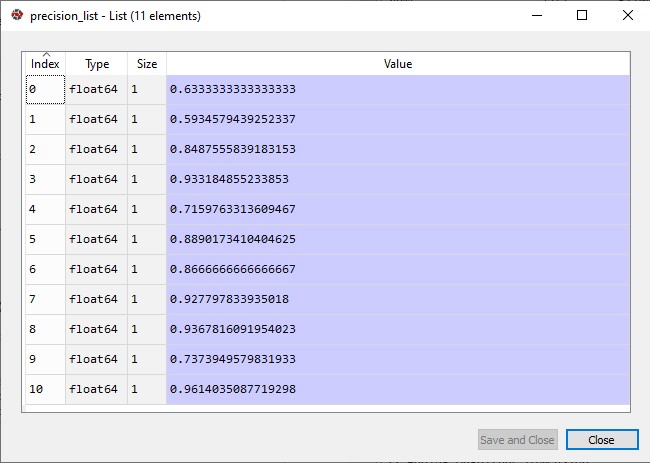 precision_list - List (11 elements)
Index Type Size Value
0 float64 1 0.6333333333333333
1 float64 1 0.5934579439252337
2 float64 1 0.8487555839183153
3 float64 1 0.933184855233853
4 float64 1 0.7159763313609467
5 float64 1 0.8890173410404625
6 float64 1 0.8666666666666667
7 float64 1 0.927797833935018
8 float64 1 0.9367816091954023
9 float64 1 0.7373949579831933
10 float64 1 0.9614035087719298
Save and Close Close